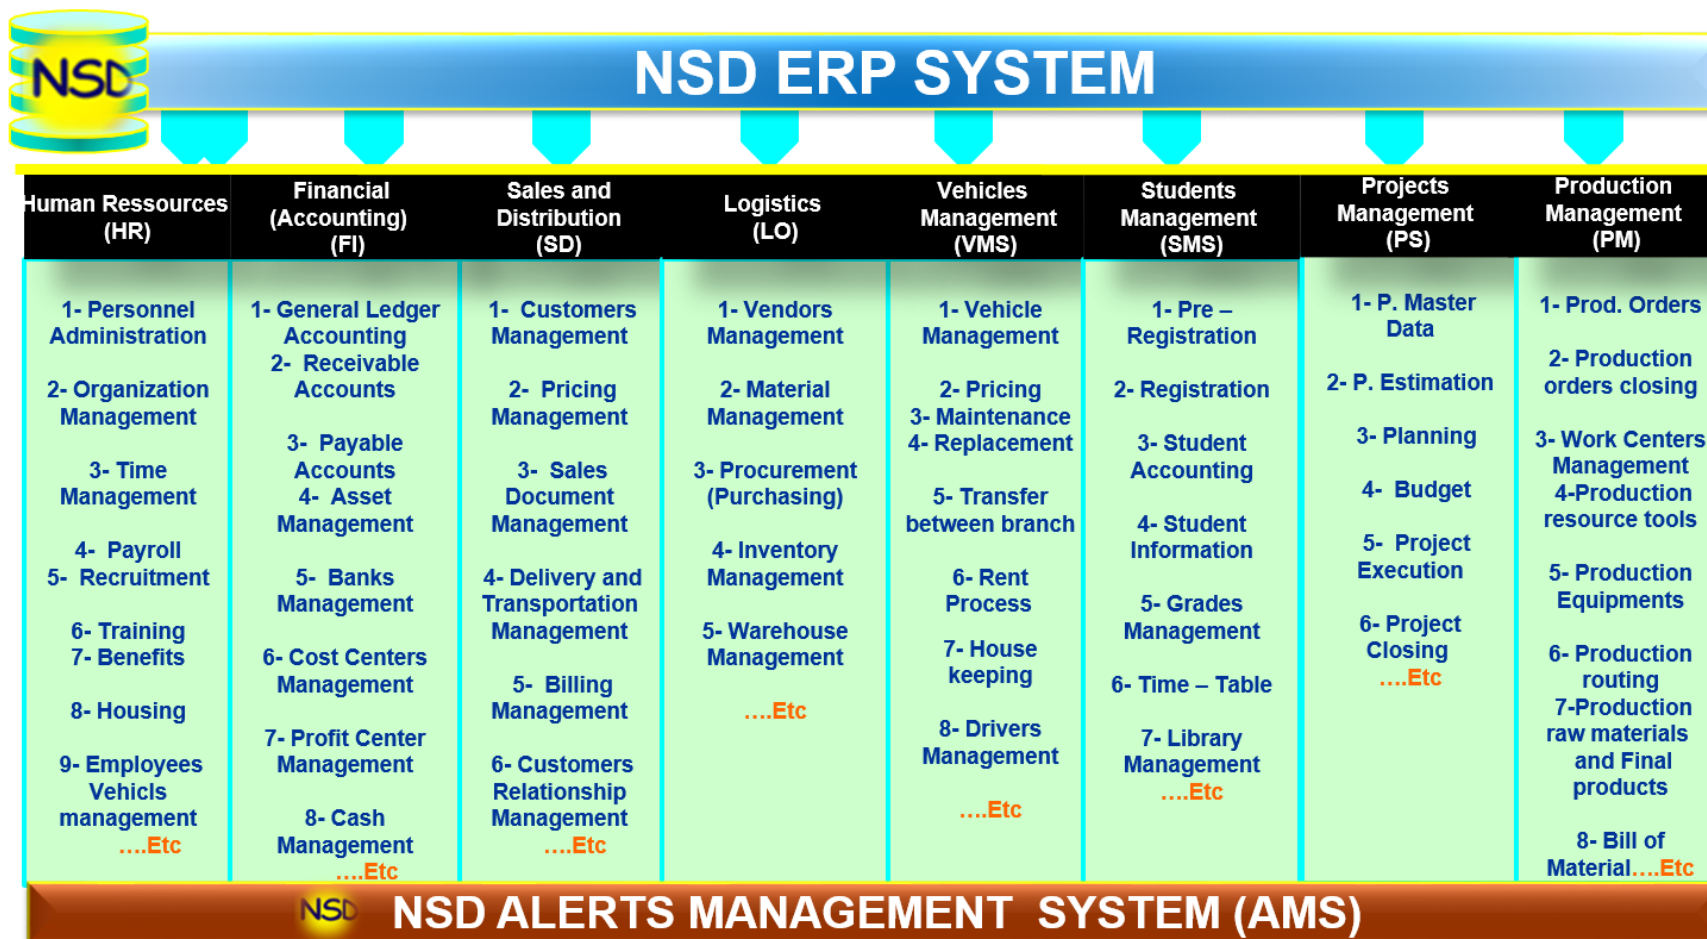 NSD
NSD ERP SYSTEM
Human Ressources
(HR)
Financial
(Accounting)
(FI)
Sales and
Distribution
(SD)
Logistics
(LO)
Vehicles
Management
(VMS)
Students
Management
(SMS)
Projects
Management
(PS)
Production
Management
(PM)
1- Personnel
Administration
2- Organization
Management
3- Time
Management
4- Payroll
5- Recruitment
6- Training
7- Benefits
8- Housing
9- Employees
Vehicls
management
....Etc
1- General Ledger
Accounting
2- Receivable
Accounts
3- Payable
Accounts
4- Asset
Management
5- Banks
Management
6- Cost Centers
Management
7- Profit Center
Management
8- Cash
Management
....Etc
1- Customers
Management
2- Pricing
Management
3- Sales
Document
Management
4- Delivery and
Transportation
Management
5- Billing
Management
6- Customers
Relationship
Management
....Etc
1- Vendors
Management
2- Material
Management
3- Procurement
(Purchasing)
4- Inventory
Management
5- Warehouse
Management
....Etc
1- Vehicle
Management
2- Pricing
3- Maintenance
4- Replacement
5- Transfer
between branch
6- Rent
Process
7- House
keeping
8- Drivers
Management
....Etc
1- Pre –
Registration
2- Registration
3- Student
Accounting
4- Student
Information
5- Grades
Management
6- Time – Table
7- Library
Management
....Etc
1- P. Master
Data
2- P. Estimation
3- Planning
4- Budget
5- Project
Execution
6- Project
Closing
....Etc
1- Prod. Orders
2- Production
orders closing
3- Work Centers
Management
4-Production
resource tools
5- Production
Equipments
6- Production
routing
7-Production
raw materials
and Final
products
8- Bill of
Material....Etc
NSD
NSD ALERTS MANAGEMENT SYSTEM (AMS)